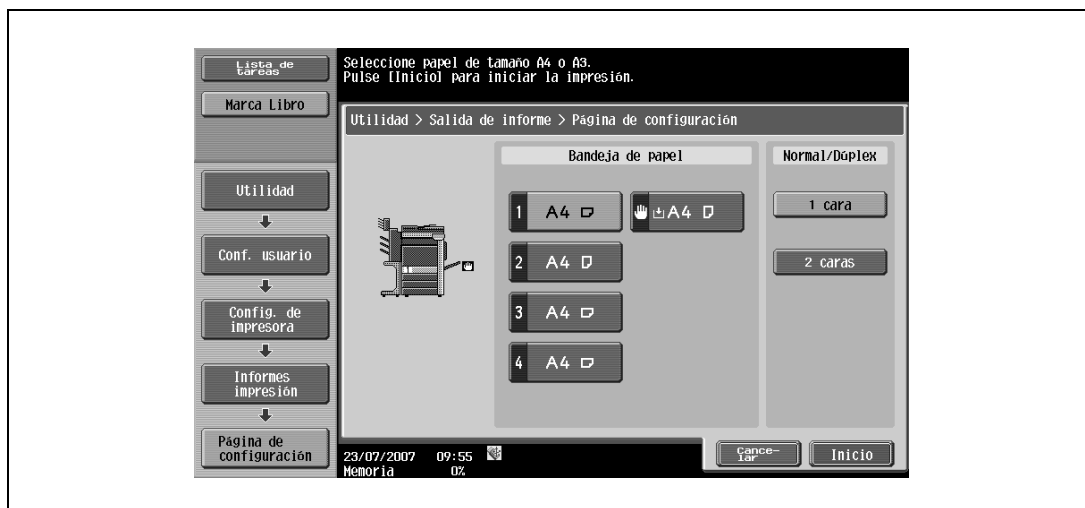 Lista de
tareas
Marca Libro
Utilidad
Conf. usuario
Config. de
impresora
Informes
impresión
Página de
configuración
Seleccione papel de tamaño A4 o A3.
Pulse [Inicio] para iniciar la impresión.
Utilidad > Salida de informe > Página de configuración
Bandeja de papel
1 A4
A4
2 A4
3 A4
4 A4
Normal/Dúplex
1 cara
2 caras
23/07/2007 09:55
Memoria 0%
Cance-
lar
Inicio